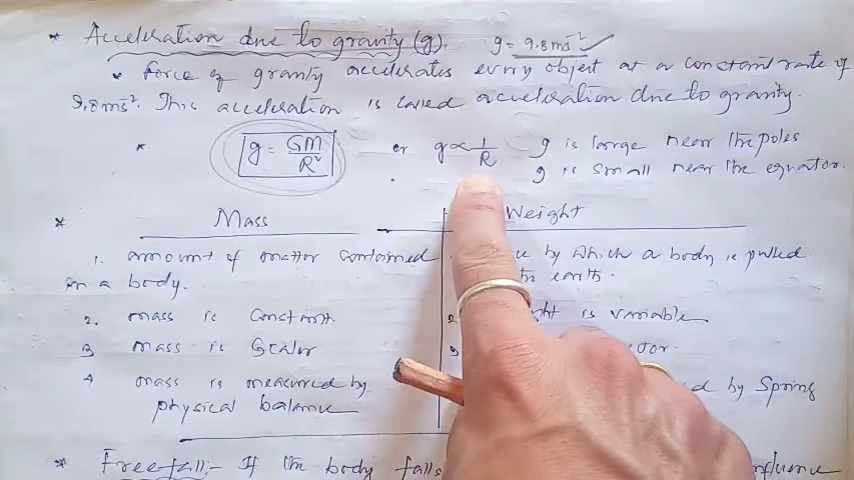 * Acceleration due to gravity (g). g = 9.8ms⁻²
* Force of gravity accelerates every object at a constant rate of
9.8ms⁻². This acceleration is called acceleration due to gravity.
* g = GM/R² or g ∝ 1/R g is large near the poles
g is small near the equator.
* Mass Weight
1. amount of matter contained by which a body is pulled
in a body. earth.
2. mass is Constant. 2 is variable
3 mass is Scalar 3
4 mass is measured by by Spring
physical balance
* Free fall:- If the body falls